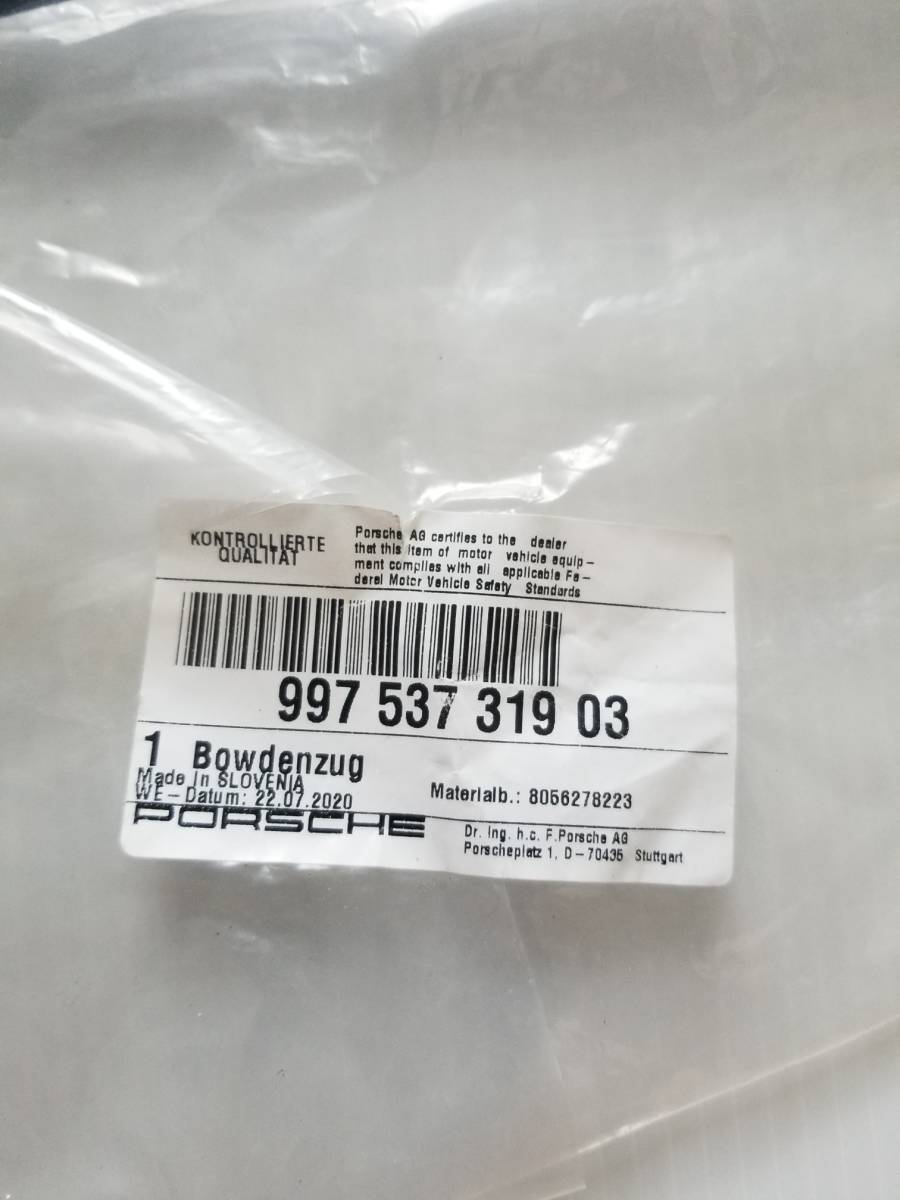 KONTROLLIERTE
QUALITÄT
Porsche AG certifies to the dealer
that this item of motor vehicle equip-
ment complies with all applicable Fe-
deral Motor Vehicle Safety Standards
997 537 319 03
1 Bowdenzug
Made in SLOVENIA
WE-Datum: 22.07.2020
Materialb.: 8056278223
PORSCHE
Dr. Ing. h.c. F.Porsche AG
Porscheplatz 1, D-70435 Stuttgart